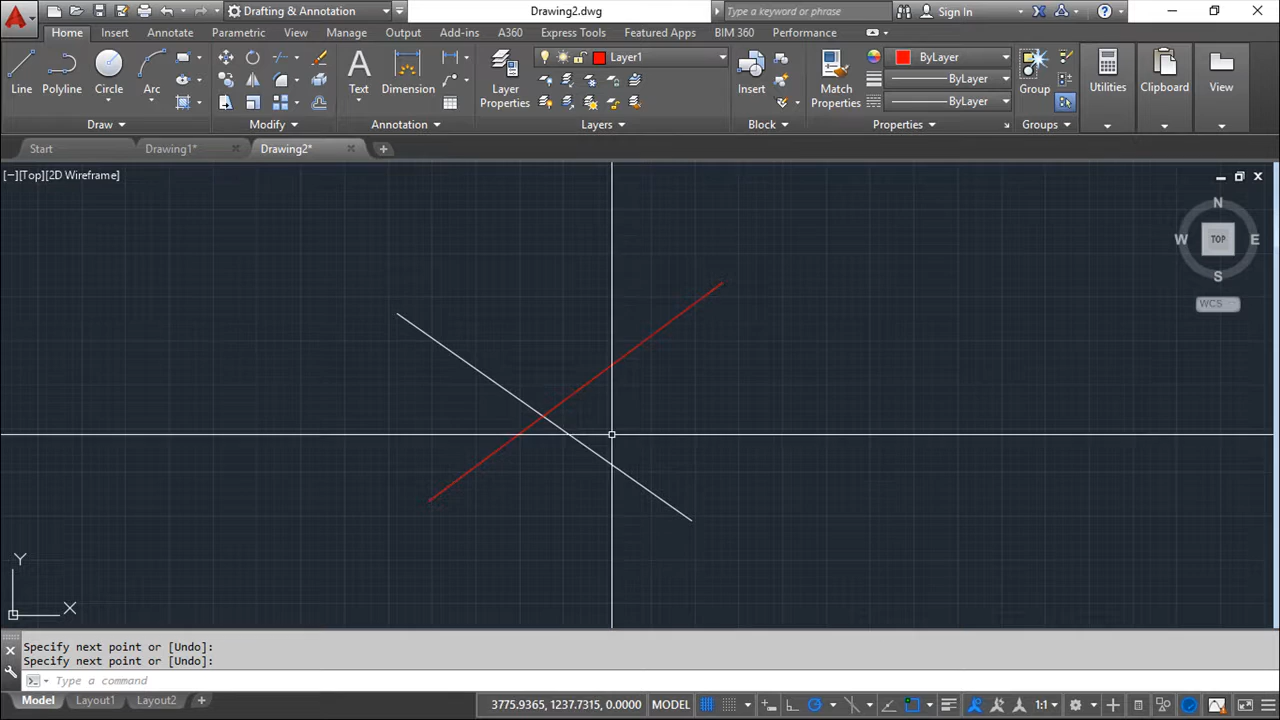 Drafting & Annotation
Drawing2.dwg
Type a keyword or phrase
Sign In
Home Insert Annotate Parametric View Manage Output Add-ins A360 Express Tools Featured Apps BIM 360 Performance
Layer1
ByLayer
Line Polyline Circle Arc
Text Dimension
Layer Properties
Insert
Match Properties
Group
Utilities Clipboard View
ByLayer
ByLayer
Draw Modify Annotation Layers Block Properties Groups
Start Drawing1* Drawing2*
[−][Top][2D Wireframe]
N
W TOP E
S
WCS
Y
X
Specify next point or [Undo]:
Specify next point or [Undo]:
Type a command
Model Layout1 Layout2
3775.9365, 1237.7315, 0.0000 MODEL 1:1